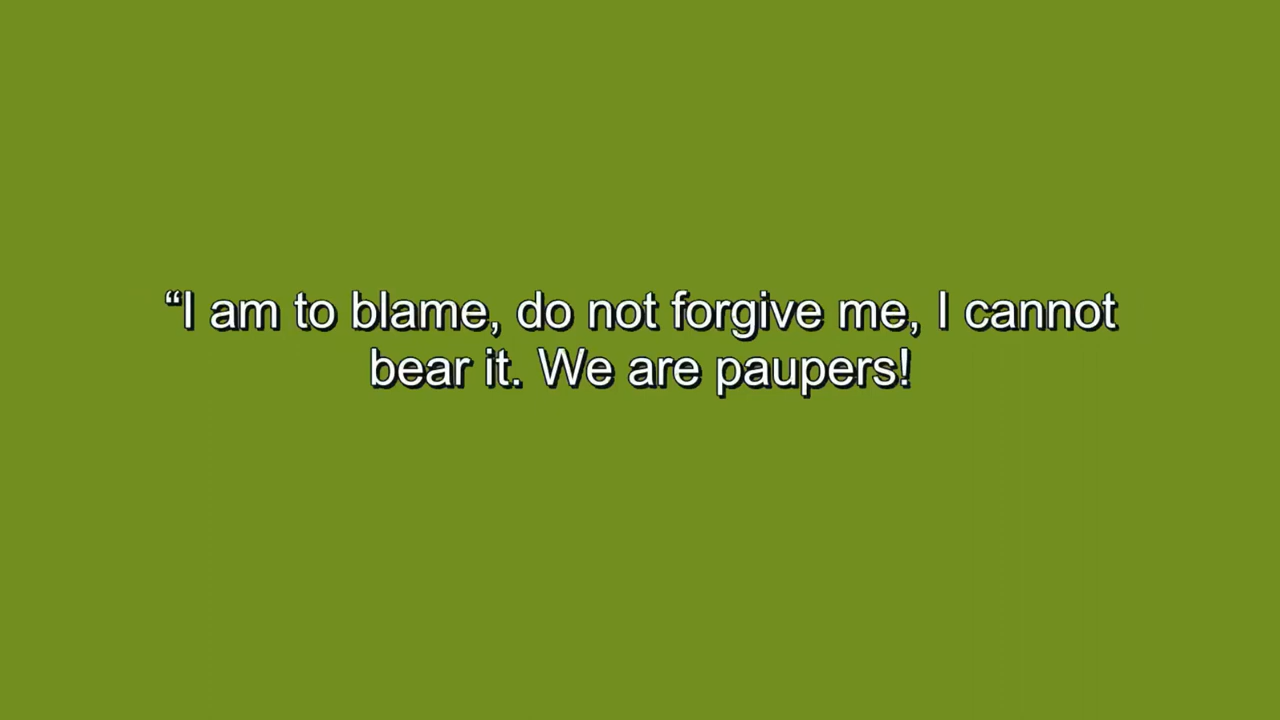 “I am to blame, do not forgive me, I cannot
bear it. We are paupers!